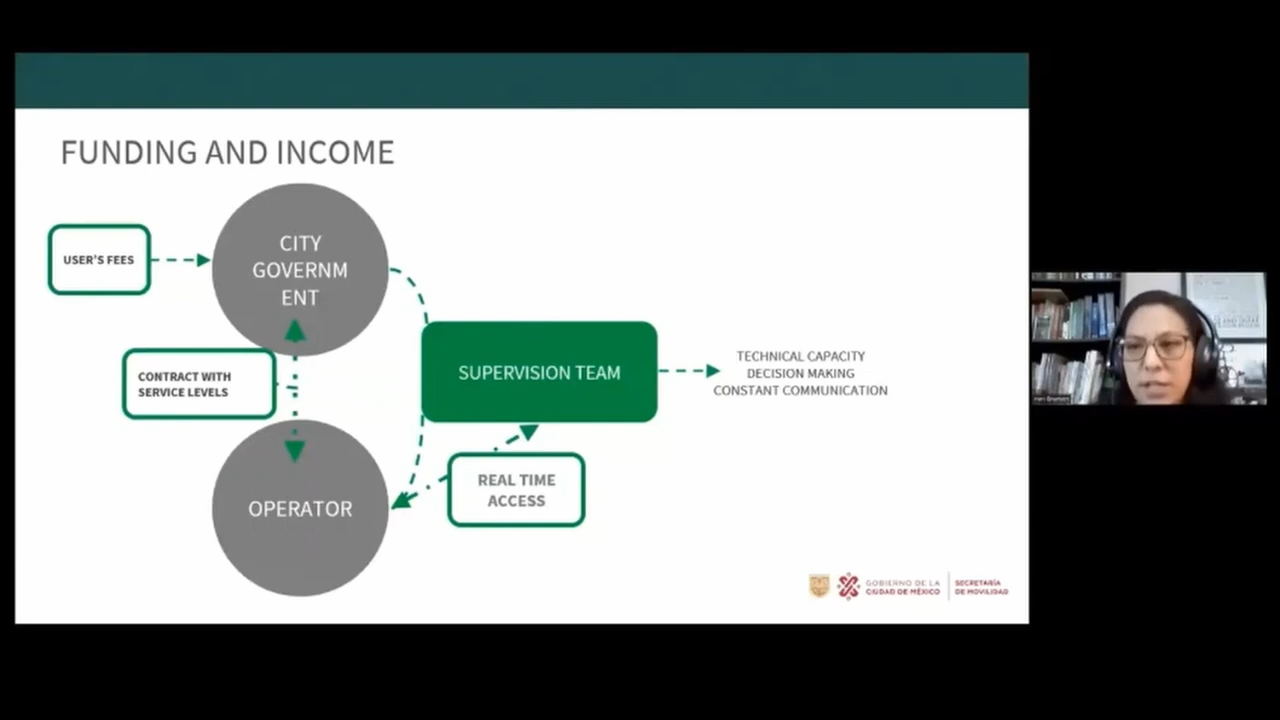 FUNDING AND INCOME
USER'S FEES
CITY
GOVERNM
ENT
CONTRACT WITH
SERVICE LEVELS
OPERATOR
SUPERVISION TEAM
REAL TIME
ACCESS
TECHNICAL CAPACITY
DECISION MAKING
CONSTANT COMMUNICATION
GOBIERNO DE LA
CIUDAD DE MÉXICO
SECRETARÍA
DE MOVILIDAD